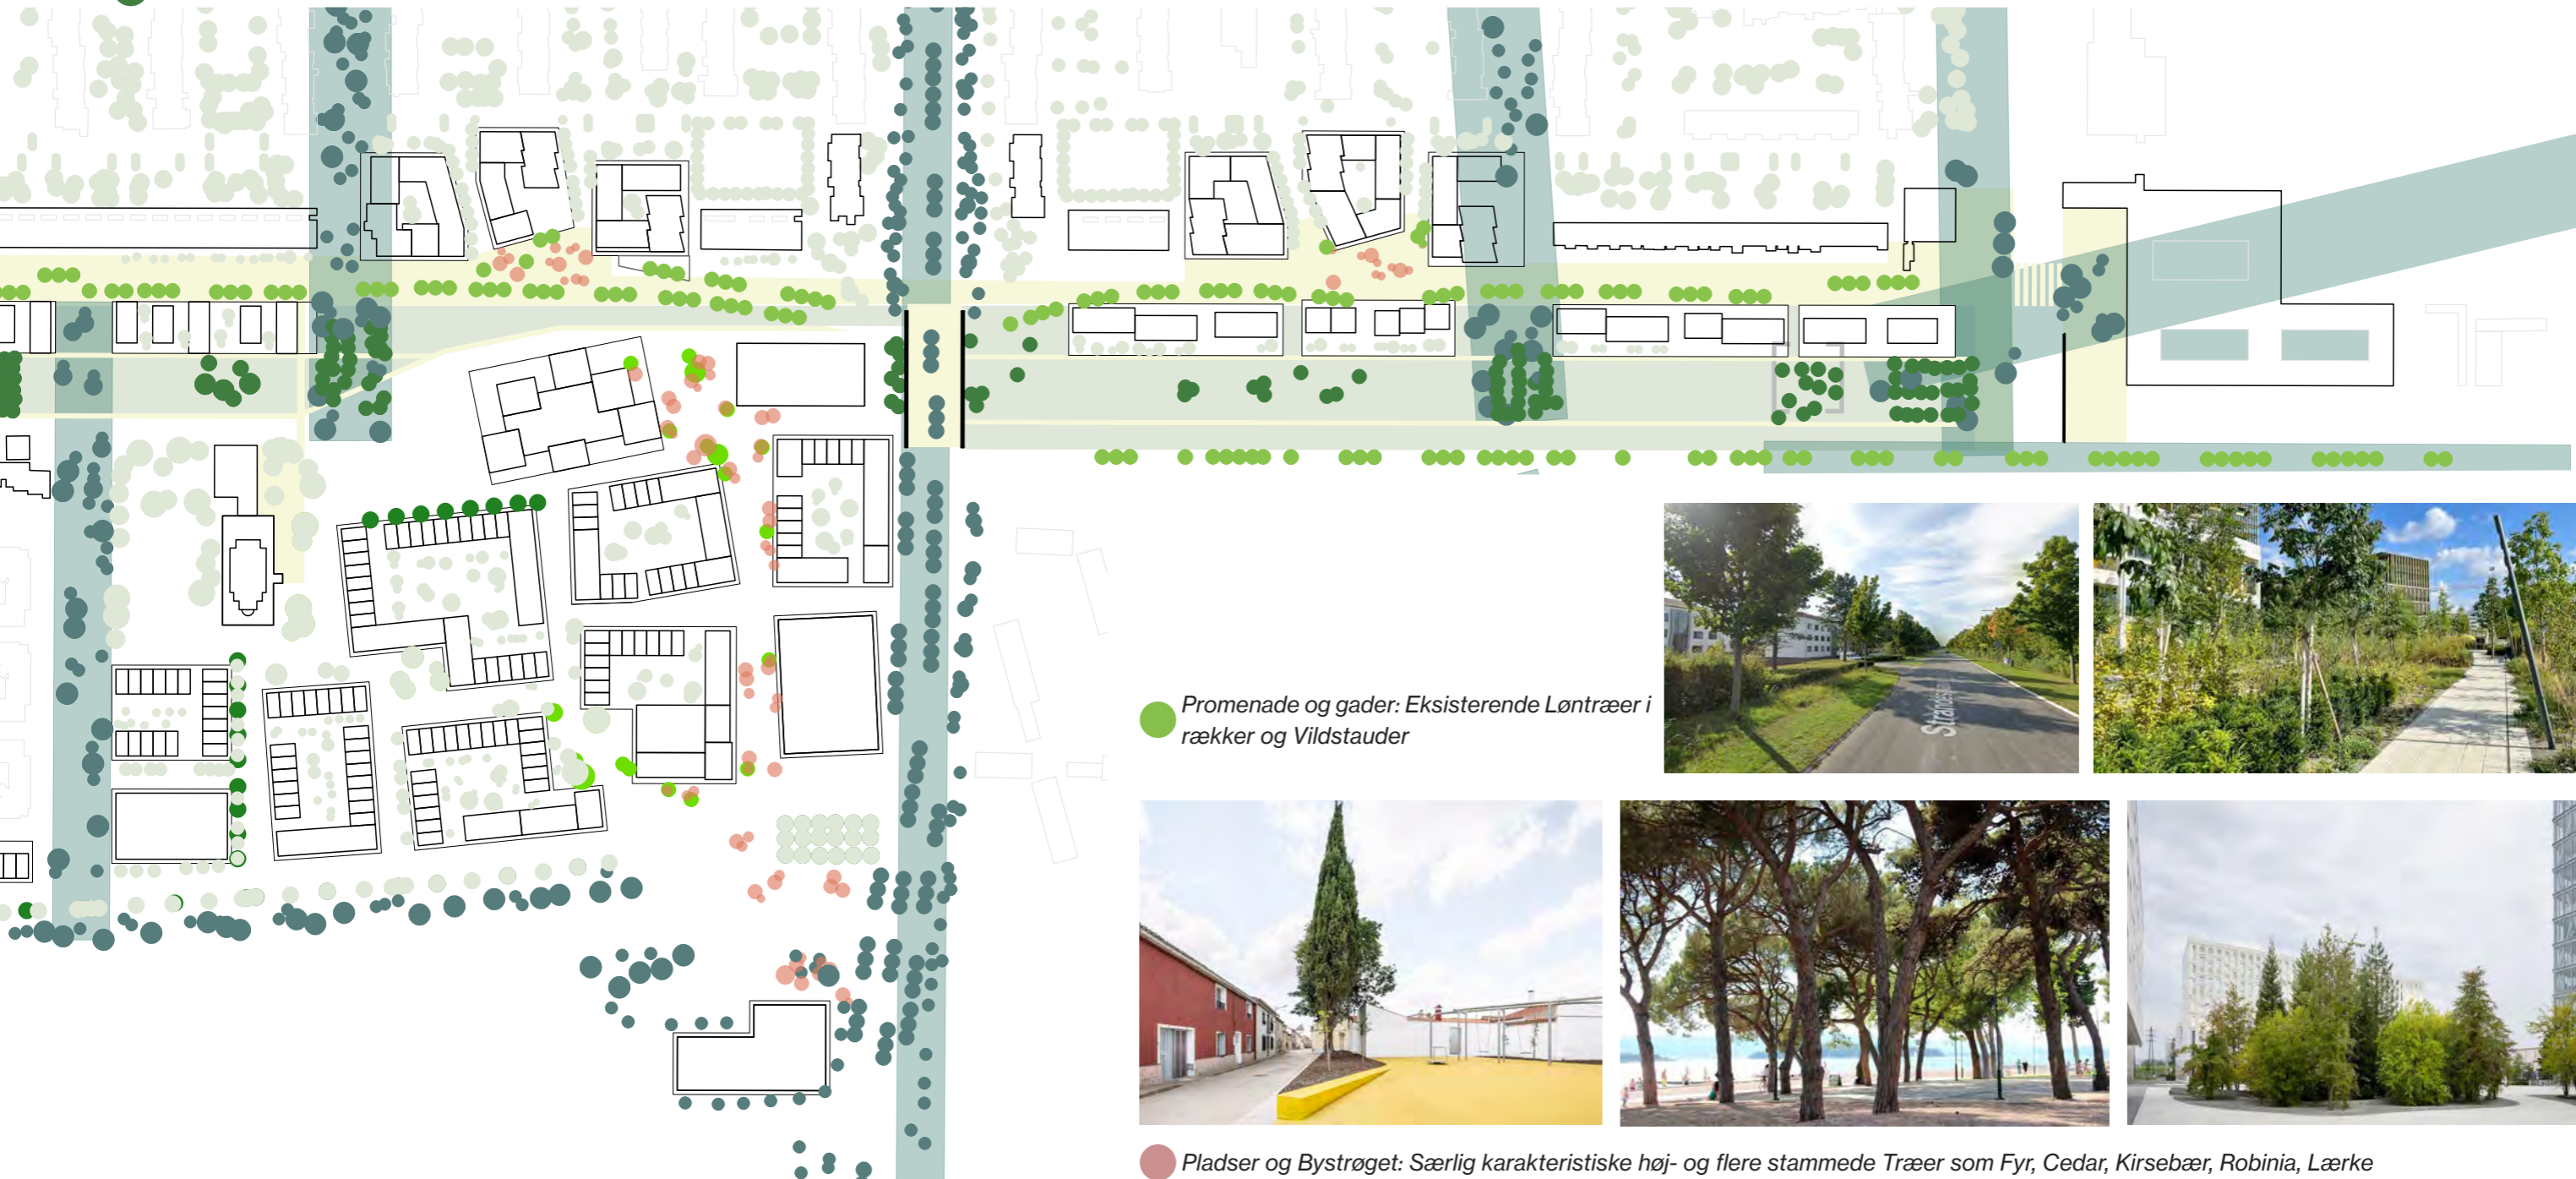 Promenade og gader: Eksisterende Løntræer i
rækker og Vildstauder
Pladser og Bystrøget: Særlig karakteristiske høj- og flere stammede Træer som Fyr, Cedar, Kirsebær, Robinia, Lærke